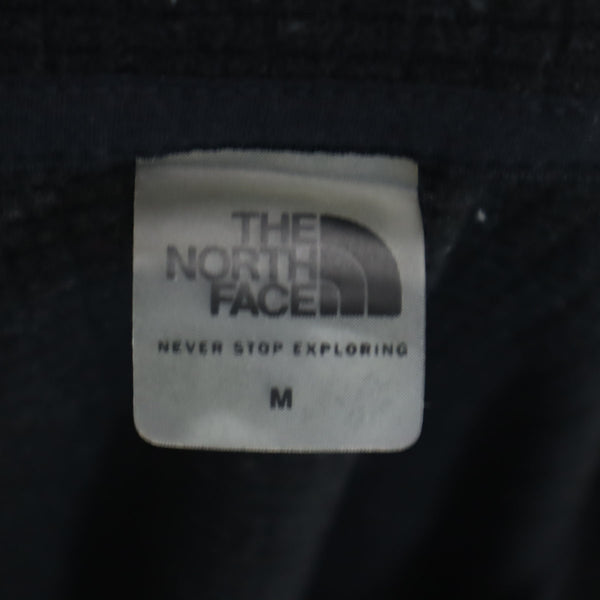 THE
NORTH
FACE
NEVER STOP EXPLORING
M